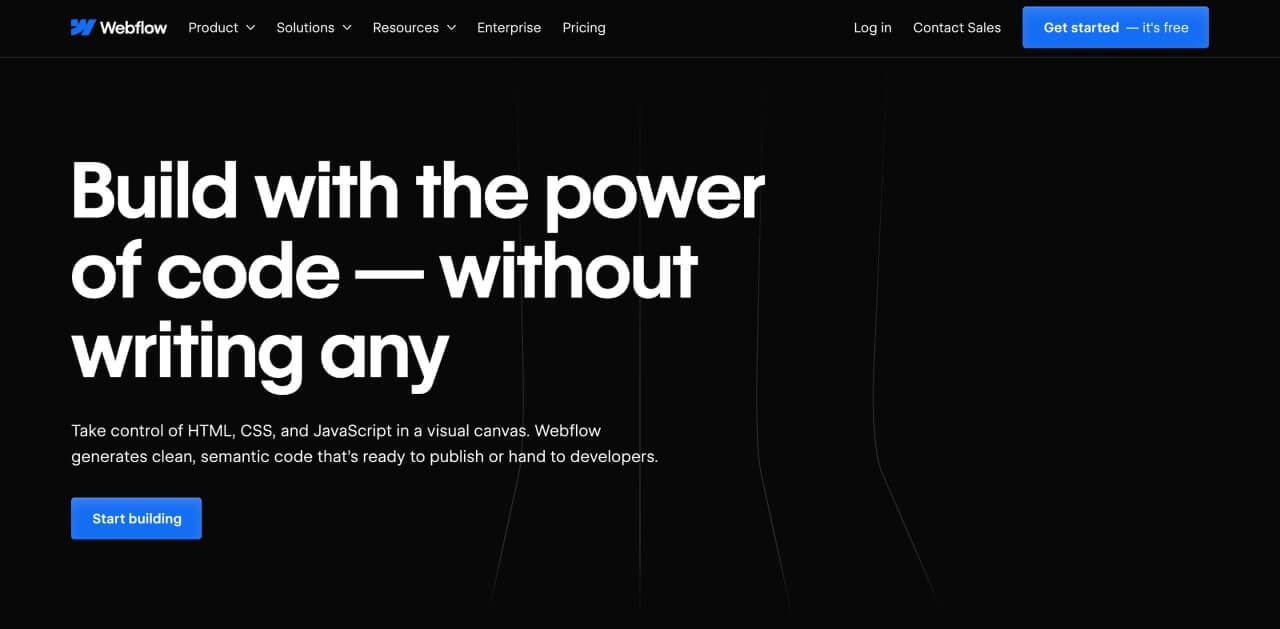 Webflow Product Solutions Resources Enterprise Pricing Log in Contact Sales Get started — it's free
Build with the power
of code — without
writing any
Take control of HTML, CSS, and JavaScript in a visual canvas. Webflow
generates clean, semantic code that's ready to publish or hand to developers.
Start building